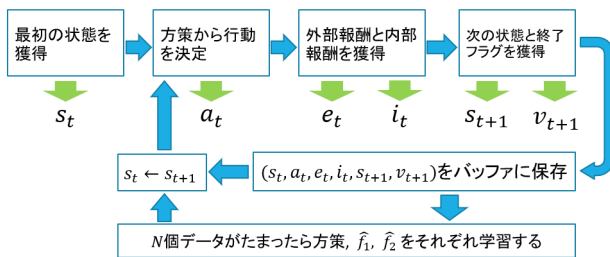 最初の状態を
獲得
方策から行動
を決定
外部報酬と内部
報酬を獲得
次の状態と終了
フラグを獲得
s_t
a_t
e_t
i_t
s_{t+1}
v_{t+1}
s_t ← s_{t+1}
(s_t, a_t, e_t, i_t, s_{t+1}, v_{t+1})をバッファに保存
N個データがたまったら方策, \hat{f_1}, \hat{f_2} をそれぞれ学習する